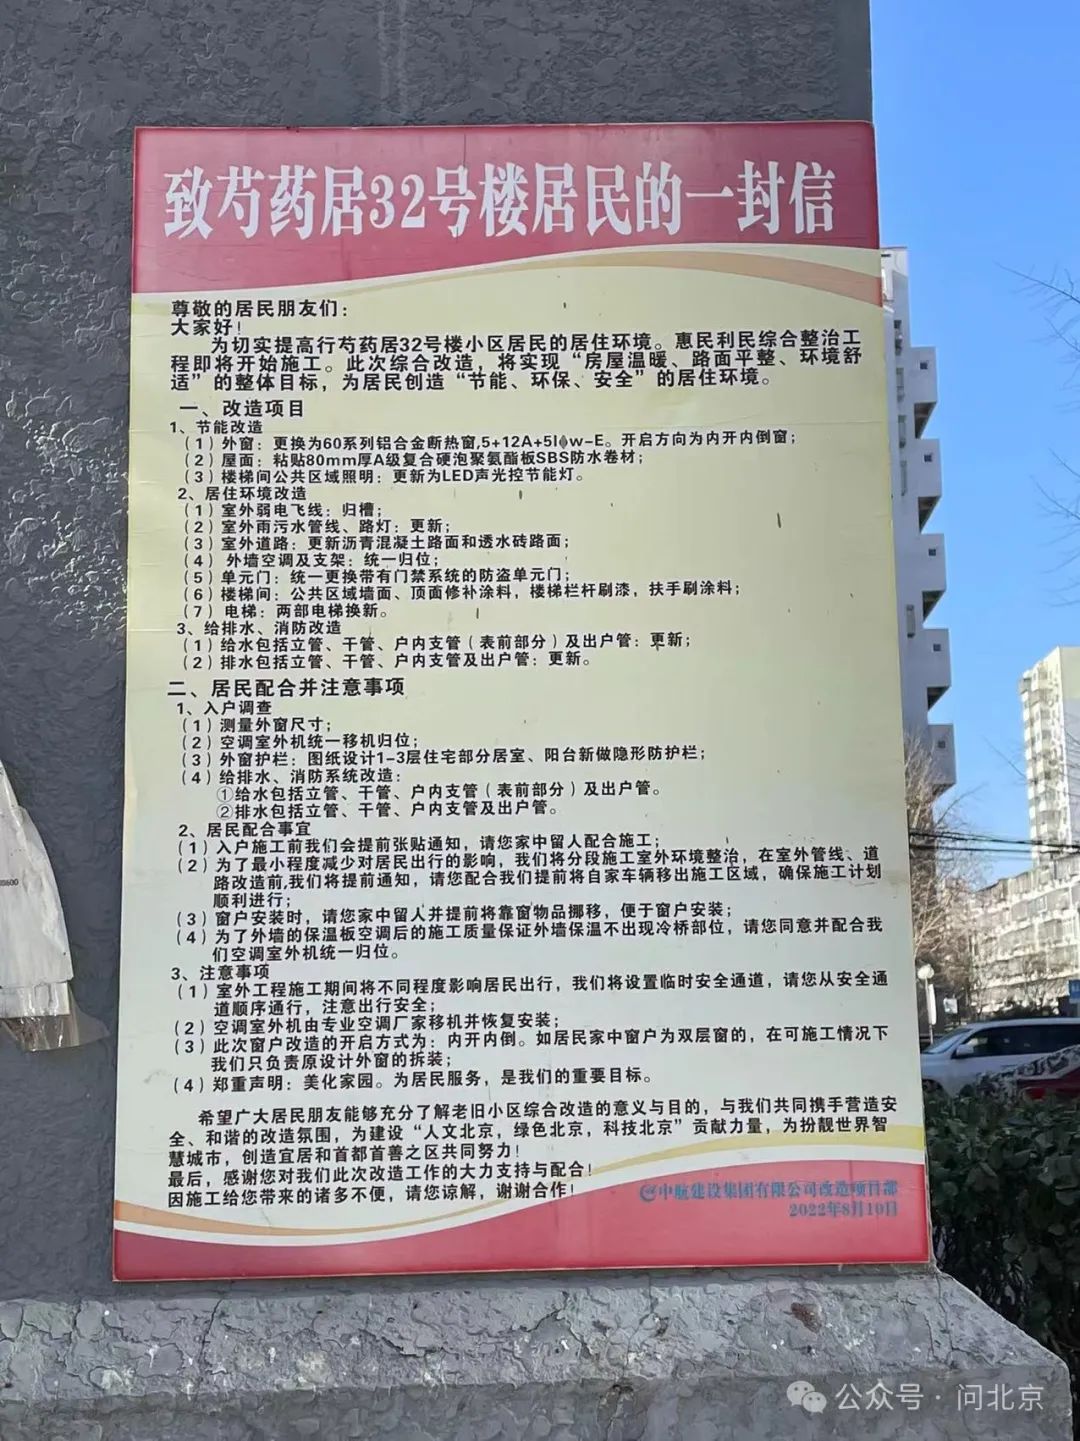 致芍药居32号楼居民的一封信
尊敬的居民朋友们：
大家好！
为切实提高行芍药居32号楼小区居民的居住环境。惠民利民综合整治工
程即将开始施工。此次综合改造，将实现“房屋温暖、路面平整、环境舒
适”的整体目标，为居民创造“节能、环保、安全”的居住环境。
一、改造项目
1、节能改造
（1）外窗：更换为60系列铝合金断热窗,5+12A+5low-E。开启方向为内开内倒窗；
（2）屋面：粘贴80mm厚A级复合硬泡聚氨酯板SBS防水卷材；
（3）楼梯间公共区域照明：更新为LED声光控节能灯。
2、居住环境改造
（1）室外弱电飞线：归槽；
（2）室外雨污水管线、路灯：更新；
（3）室外道路：更新沥青混凝土路面和透水砖路面；
（4） 外墙空调及支架：统一归位；
（5）单元门：统一更换带有门禁系统的防盗单元门；
（6）楼梯间：公共区域墙面、顶面修补涂料，楼梯栏杆刷漆，扶手刷涂料；
（7）电梯：两部电梯换新。
3、给排水、消防改造
（1）给水包括立管、干管、户内支管（表前部分）及出户管：更新；
（2）排水包括立管、干管、户内支管及出户管：更新。
二、居民配合并注意事项
1、入户调查
（1）测量外窗尺寸；
（2）空调室外机统一移机归位；
（3）外窗护栏：图纸设计1-3层住宅部分居室、阳台新做隐形防护栏；
（4）给排水、消防系统改造：
①给水包括立管、干管、户内支管（表前部分）及出户管。
②排水包括立管、干管、户内支管及出户管。
2、居民配合事宜
（1）入户施工前我们会提前张贴通知，请您家中留人配合施工；
（2）为了最小程度减少对居民出行的影响，我们将分段施工室外环境整治，在室外管线、道
路改造前,我们将提前通知，请您配合我们提前将自家车辆移出施工区域，确保施工计划
顺利进行；
（3）窗户安装时，请您家中留人并提前将靠窗物品挪移，便于窗户安装；
（4）为了外墙的保温板空调后的施工质量保证外墙保温不出现冷桥部位，请您同意并配合我
们空调室外机统一归位。
3、注意事项
（1）室外工程施工期间将不同程度影响居民出行，我们将设置临时安全通道，请您从安全通
道顺序通行，注意出行安全；
（2）空调室外机由专业空调厂家移机并恢复安装；
（3）此次窗户改造的开启方式为：内开内倒。如居民家中窗户为双层窗的，在可施工情况下
我们只负责原设计外窗的拆装；
（4）郑重声明：美化家园。为居民服务，是我们的重要目标。
希望广大居民朋友能够充分了解老旧小区综合改造的意义与目的，与我们共同携手营造安
全、和谐的改造氛围，为建设“人文北京，绿色北京，科技北京”贡献力量，为扮靓世界智
慧城市，创造宜居和首都首善之区共同努力！
最后，感谢您对我们此次改造工作的大力支持与配合！
因施工给您带来的诸多不便，请您谅解，谢谢合作！
中航建设集团有限公司改造项目部
2022年8月10日
公众号·问北京